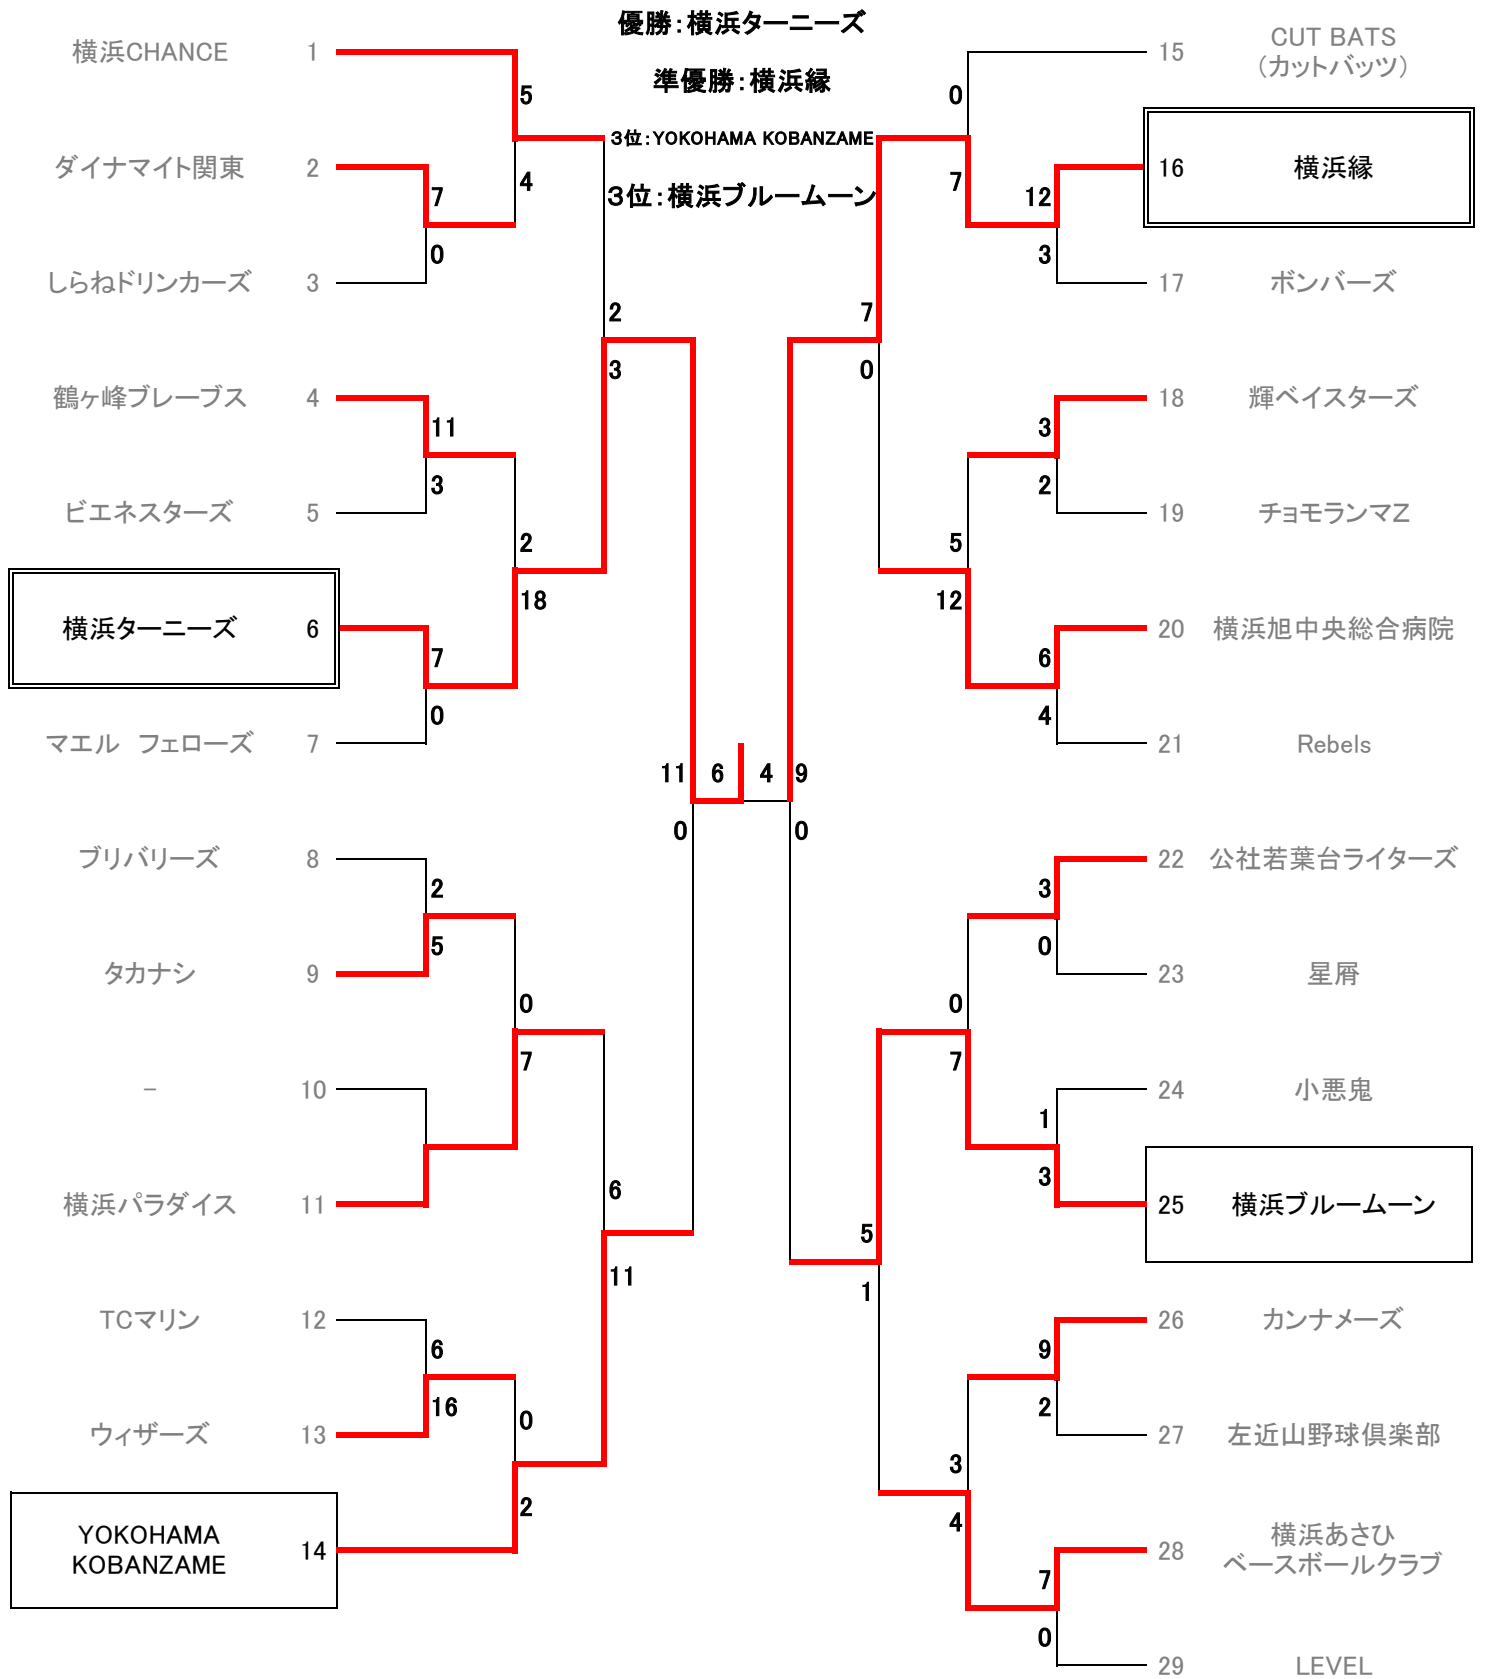 優勝：横浜ターニーズ
準優勝：横浜縁
3位：YOKOHAMA KOBANZAME
3位：横浜ブルームーン
横浜CHANCE 1
5
ダイナマイト関東 2
7
4
0
しらねドリンカーズ 3
2
3
鶴ヶ峰ブレーブス 4
11
3
ビエネスターズ 5
2
18
横浜ターニーズ 6
7
0
マエル　フェローズ 7
11 6 4 9
0 0
ブリバリーズ 8
2
5
タカナシ 9
0
7
- 10
横浜パラダイス 11
6
11
TCマリン 12
6
16
ウィザーズ 13
0
2
YOKOHAMA
KOBANZAME 14
15 CUT BATS
（カットバッツ）
0
7
16 横浜縁
12
3
17 ボンバーズ
7
0
18 輝ベイスターズ
3
2
19 チョモランマZ
5
12
20 横浜旭中央総合病院
6
4
21 Rebels
22 公社若葉台ライターズ
3
0
23 星屑
0
7
24 小悪鬼
1
3
25 横浜ブルームーン
5
1
26 カンナメーズ
9
2
27 左近山野球倶楽部
3
4
28 横浜あさひ
ベースボールクラブ
7
0
29 LEVEL